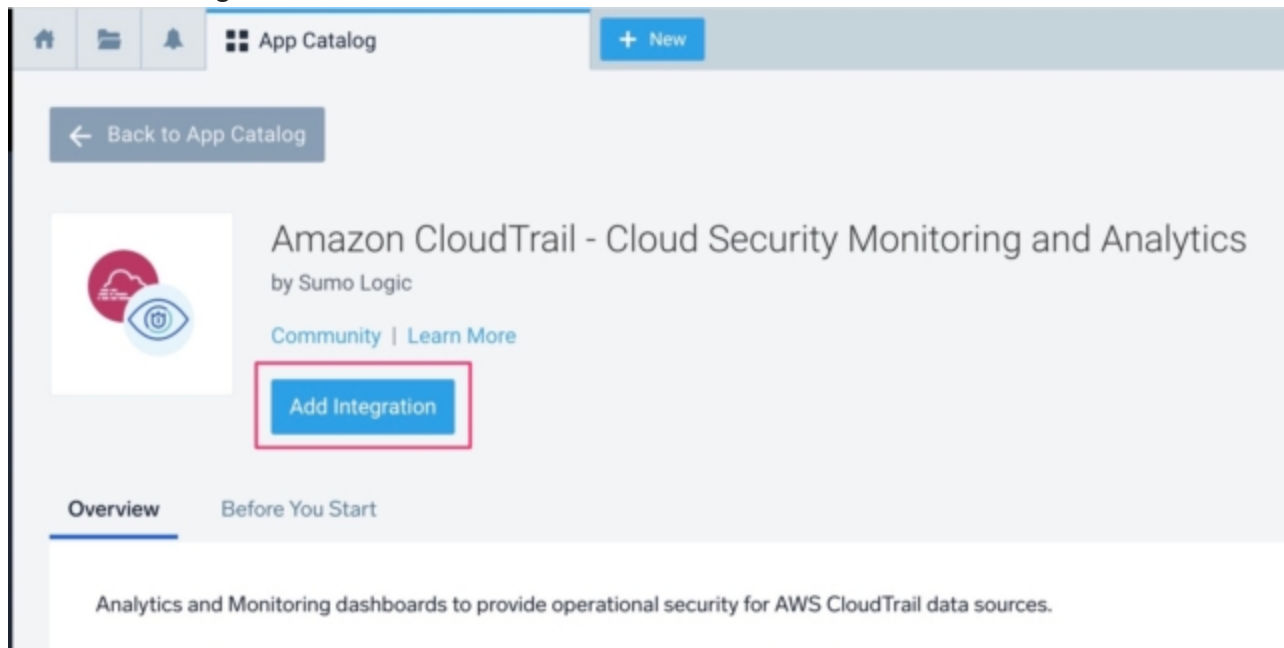 App Catalog
+ New
← Back to App Catalog
Amazon CloudTrail - Cloud Security Monitoring and Analytics
by Sumo Logic
Community | Learn More
Add Integration
Overview
Before You Start
Analytics and Monitoring dashboards to provide operational security for AWS CloudTrail data sources.